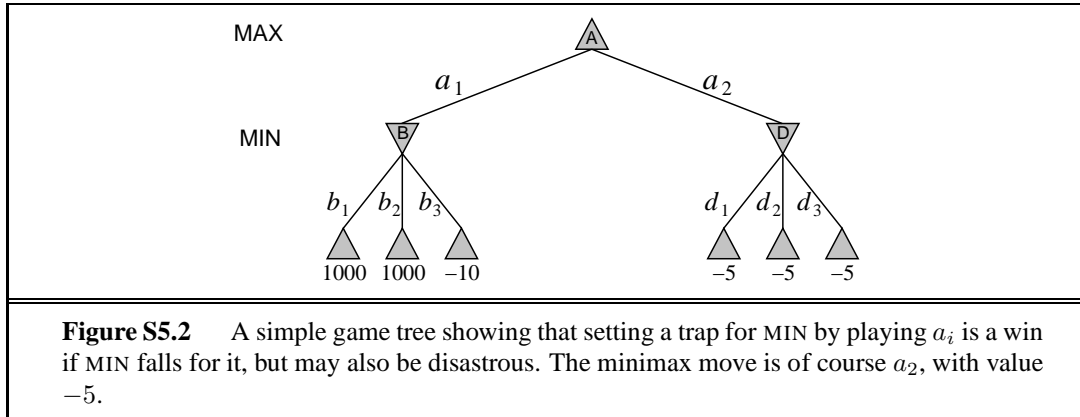 MAX
A
a1 a2
MIN
B D
b1 b2 b3 d1 d2 d3
1000 1000 −10 −5 −5 −5
Figure S5.2 A simple game tree showing that setting a trap for MIN by playing ai is a win
if MIN falls for it, but may also be disastrous. The minimax move is of course a2, with value
−5.